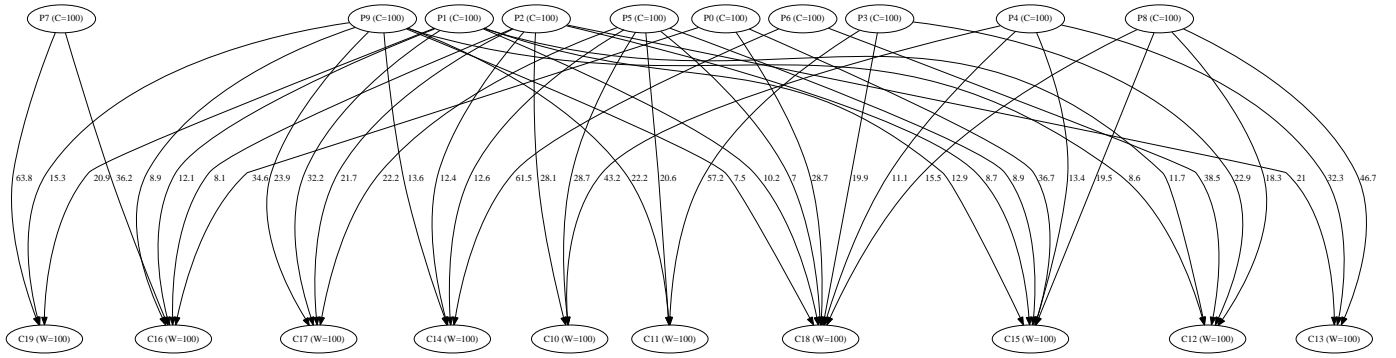 P7 (C=100) P9 (C=100) P1 (C=100) P2 (C=100) P5 (C=100) P0 (C=100) P6 (C=100) P3 (C=100) P4 (C=100) P8 (C=100)
63.8 15.3 20.9 36.2 8.9 12.1 8.1 34.6 23.9 32.2 21.7 22.2 13.6 12.4 12.6 61.5 28.1 28.7 43.2 22.2 20.6 57.2 7.5 10.2 7 28.7 19.9 11.1 15.5 12.9 8.7 8.9 36.7 13.4 19.5 8.6 11.7 38.5 22.9 18.3 21 32.3 46.7
C19 (W=100) C16 (W=100) C17 (W=100) C14 (W=100) C10 (W=100) C11 (W=100) C18 (W=100) C15 (W=100) C12 (W=100) C13 (W=100)